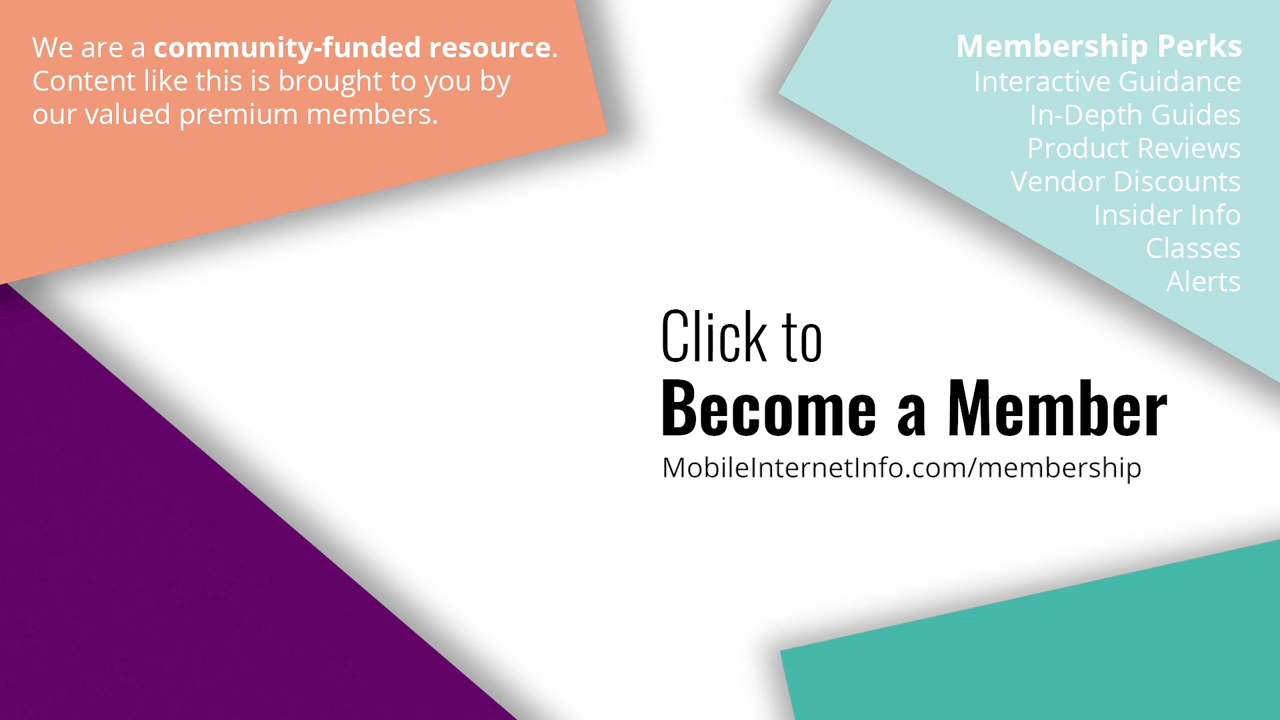 We are a community-funded resource.
Content like this is brought to you by
our valued premium members.
Membership Perks
Interactive Guidance
In-Depth Guides
Product Reviews
Vendor Discounts
Insider Info
Classes
Alerts
Click to
Become a Member
MobileInternetInfo.com/membership